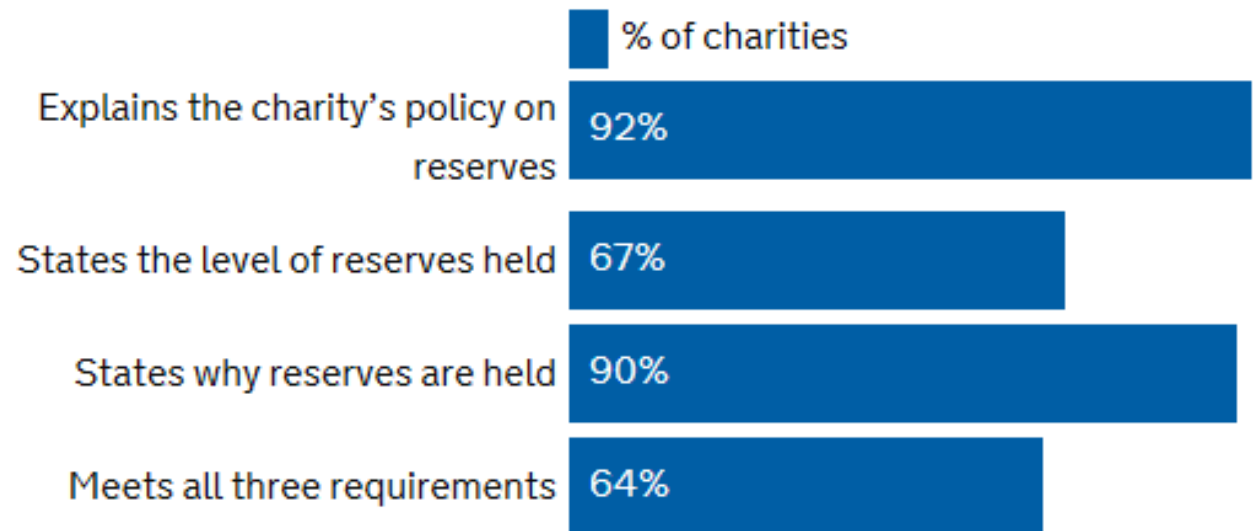 % of charities
Explains the charity’s policy on
reserves
92%
States the level of reserves held
67%
States why reserves are held
90%
Meets all three requirements
64%